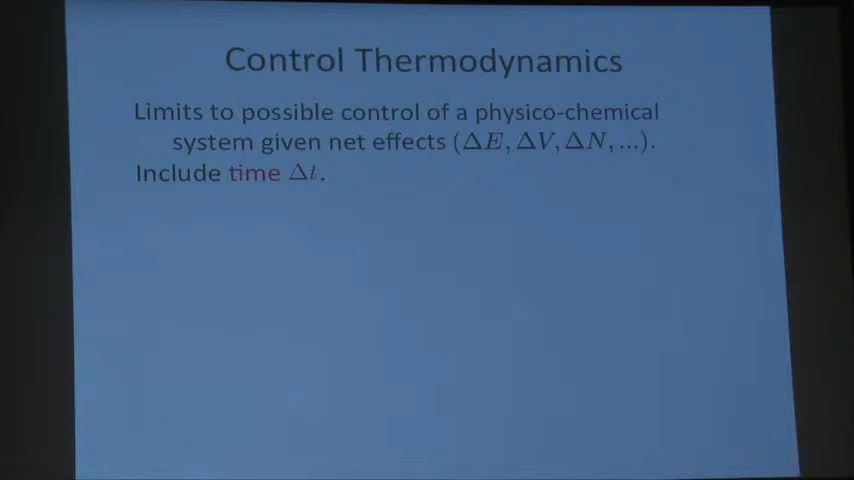 Control Thermodynamics
Limits to possible control of a physico-chemical
system given net effects (ΔE, ΔV, ΔN, ...).
Include time Δt.